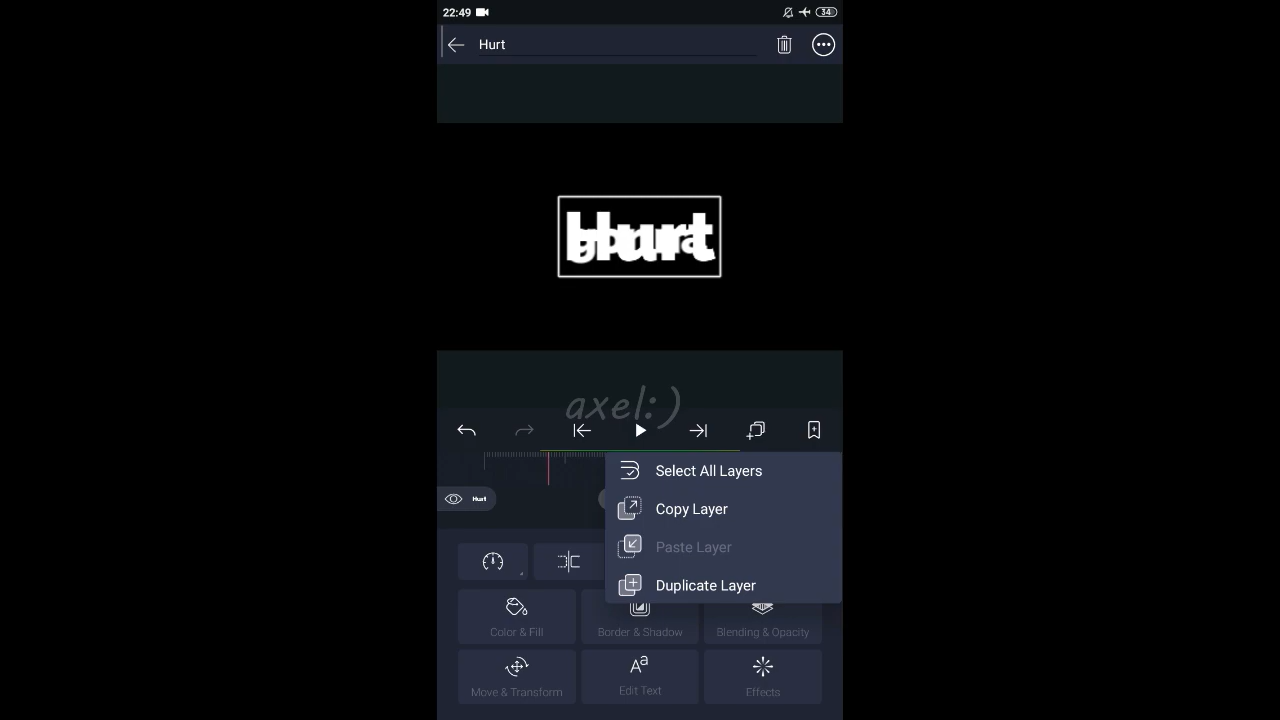 22:49
34
Hurt
axel:)
Select All Layers
Copy Layer
Paste Layer
Duplicate Layer
Hurt
Color & Fill
Border & Shadow
Blending & Opacity
Move & Transform
Edit Text
Effects